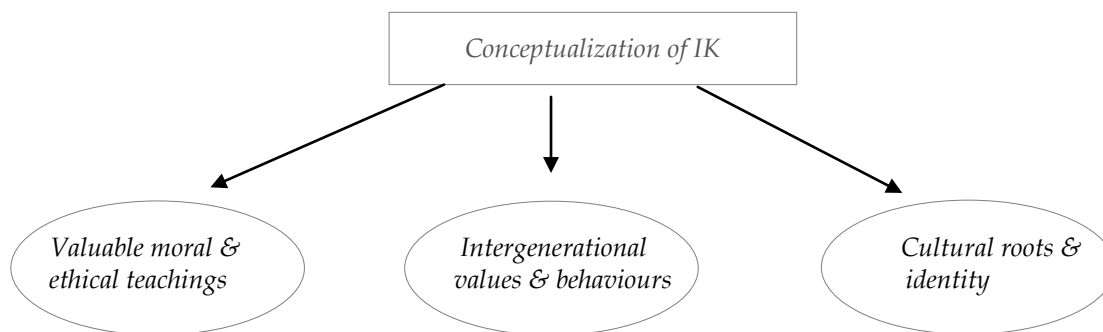 Conceptualization of IK
Valuable moral &
ethical teachings
Intergenerational
values & behaviours
Cultural roots &
identity